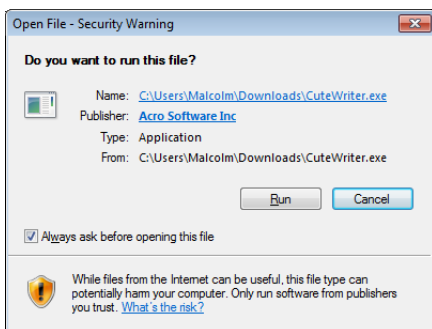 Open File - Security Warning
Do you want to run this file?
Name: C:\Users\Malcolm\Downloads\CuteWriter.exe
Publisher: Acro Software Inc
Type: Application
From: C:\Users\Malcolm\Downloads\CuteWriter.exe
Run Cancel
Always ask before opening this file
While files from the Internet can be useful, this file type can
potentially harm your computer. Only run software from publishers
you trust. What's the risk?